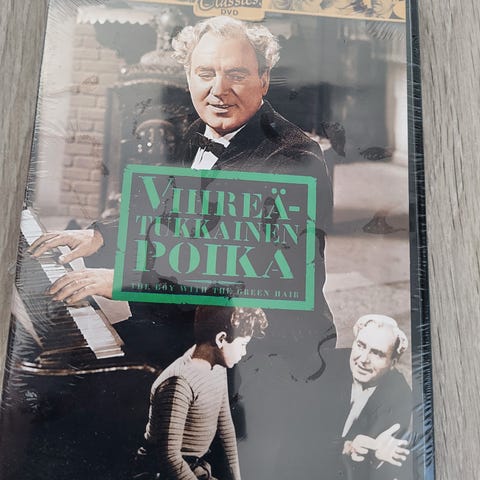 Classics
DVD
VIHREÄ-
TUKKAINEN
POIKA
THE BOY WITH THE GREEN HAIR